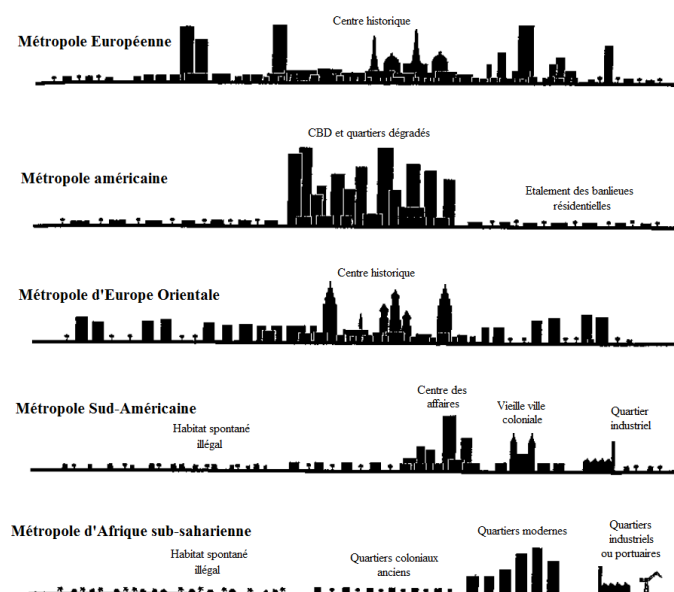 Centre historique
Métropole Européenne
CBD et quartiers dégradés
Métropole américaine
Etalement des banlieues
résidentielles
Centre historique
Métropole d'Europe Orientale
Centre des
affaires
Vieille ville
coloniale
Métropole Sud-Américaine
Quartier
industriel
Habitat spontané
illégal
Métropole d'Afrique sub-saharienne
Quartiers modernes
Quartiers
industriels
ou portuaires
Habitat spontané
illégal
Quartiers coloniaux
anciens